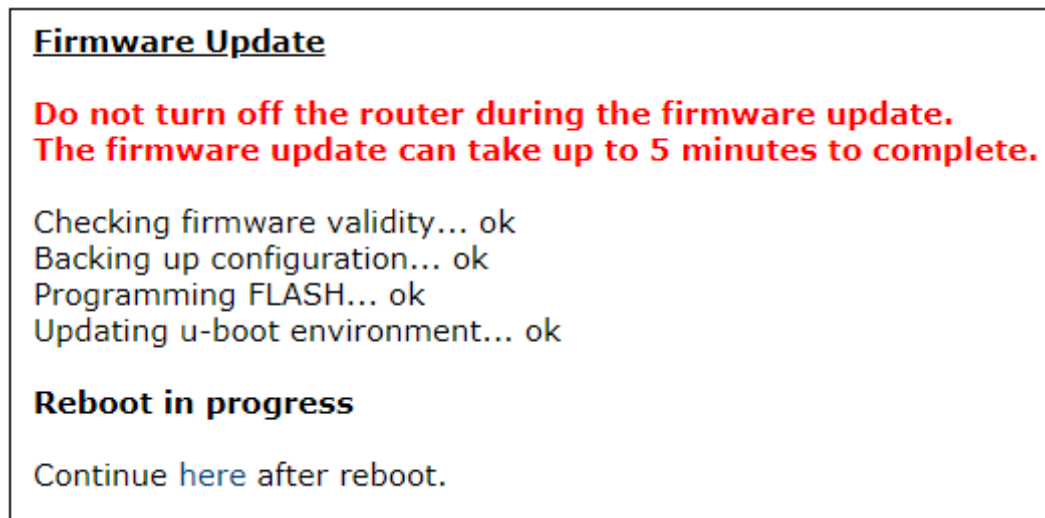 Firmware Update
Do not turn off the router during the firmware update.
The firmware update can take up to 5 minutes to complete.
Checking firmware validity... ok
Backing up configuration... ok
Programming FLASH... ok
Updating u-boot environment... ok
Reboot in progress
Continue here after reboot.